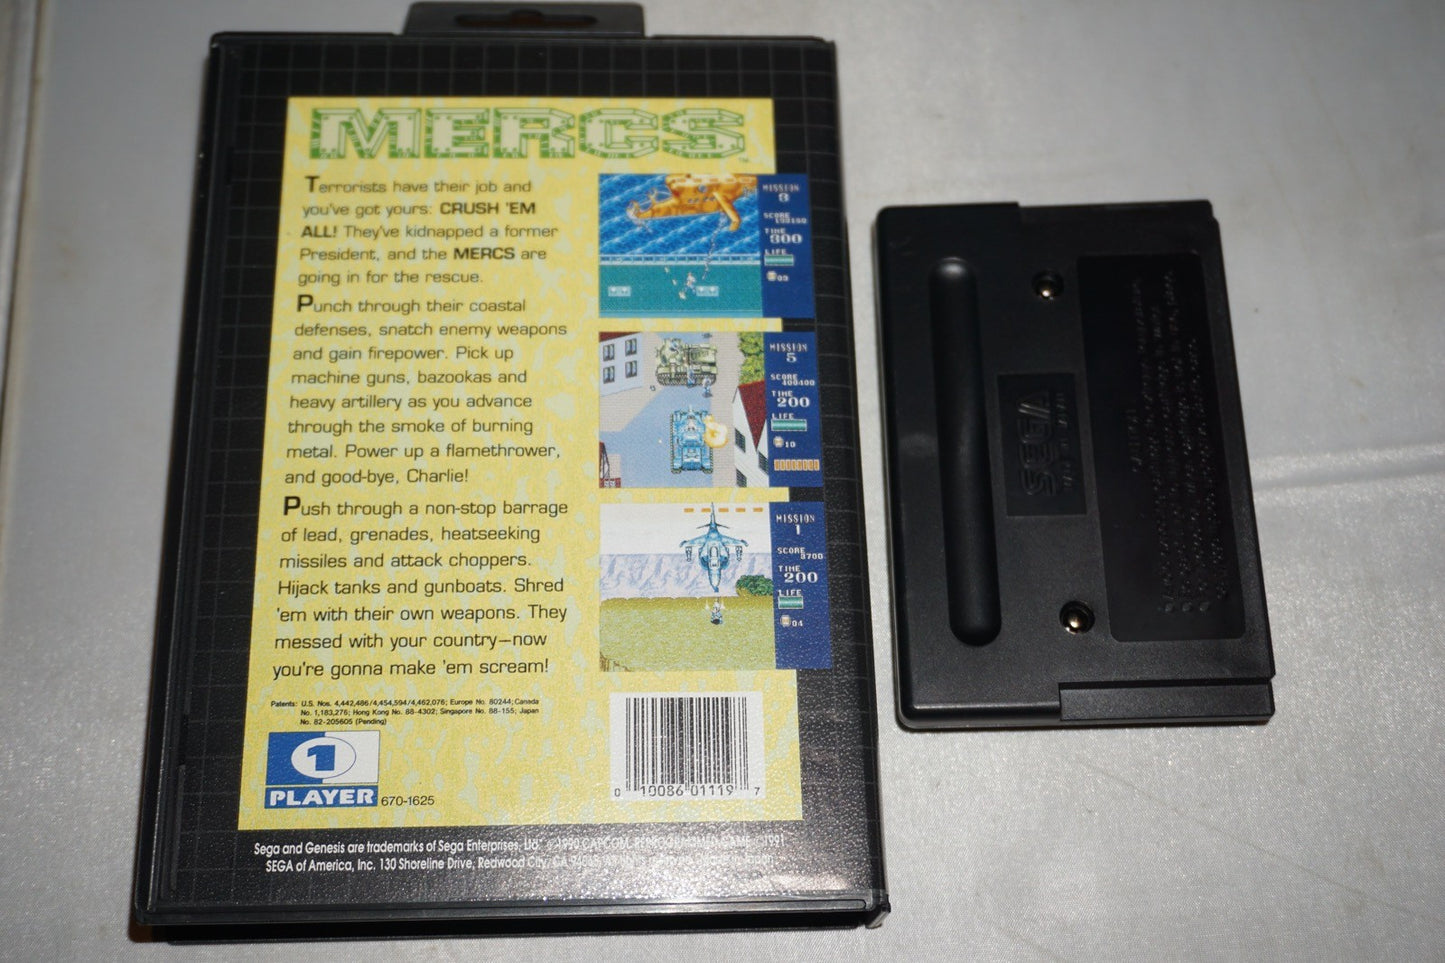 MERCS
TM
Terrorists have their job and
you've got yours: CRUSH 'EM
ALL! They've kidnapped a former
President, and the MERCS are
going in for the rescue.
Punch through their coastal
defenses, snatch enemy weapons
and gain firepower. Pick up
machine guns, bazookas and
heavy artillery as you advance
through the smoke of burning
metal. Power up a flamethrower,
and good-bye, Charlie!
Push through a non-stop barrage
of lead, grenades, heatseeking
missiles and attack choppers.
Hijack tanks and gunboats. Shred
'em with their own weapons. They
messed with your country—now
you're gonna make 'em scream!
MISSION
3
SCORE
TIME
300
LIFE
03
MISSION
5
SCORE
400400
TIME
200
LIFE
10
MISSION
1
SCORE
3700
TIME
200
LIFE
04
Patents: U.S. Nos. 4,442,486/4,454,594/4,462,076; Europe No. 80244; Canada
No. 1,183,276; Hong Kong No. 88-4302; Singapore No. 88-155; Japan
No. 82-205605 (Pending)
1
PLAYER
670-1625
0 10086 01119 7
Sega and Genesis are trademarks of Sega Enterprises, Ltd. © 1990 CAPCOM, REPROGRAMMED GAME ©1991
SEGA of America, Inc. 130 Shoreline Drive, Redwood City, CA
SEGA